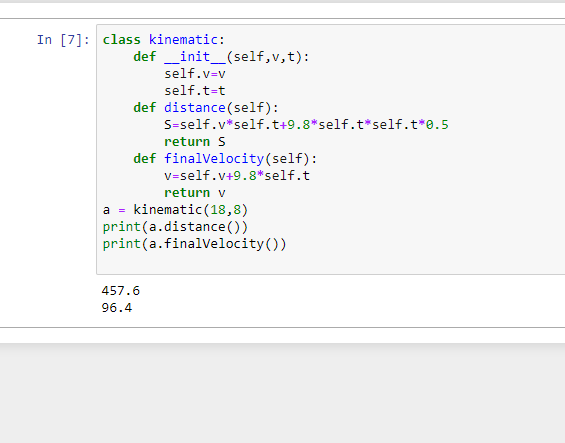 In [7]: class kinematic:
    def __init__(self,v,t):
        self.v=v
        self.t=t
    def distance(self):
        S=self.v*self.t+9.8*self.t*self.t*0.5
        return S
    def finalVelocity(self):
        v=self.v+9.8*self.t
        return v
a = kinematic(18,8)
print(a.distance())
print(a.finalVelocity())
457.6
96.4